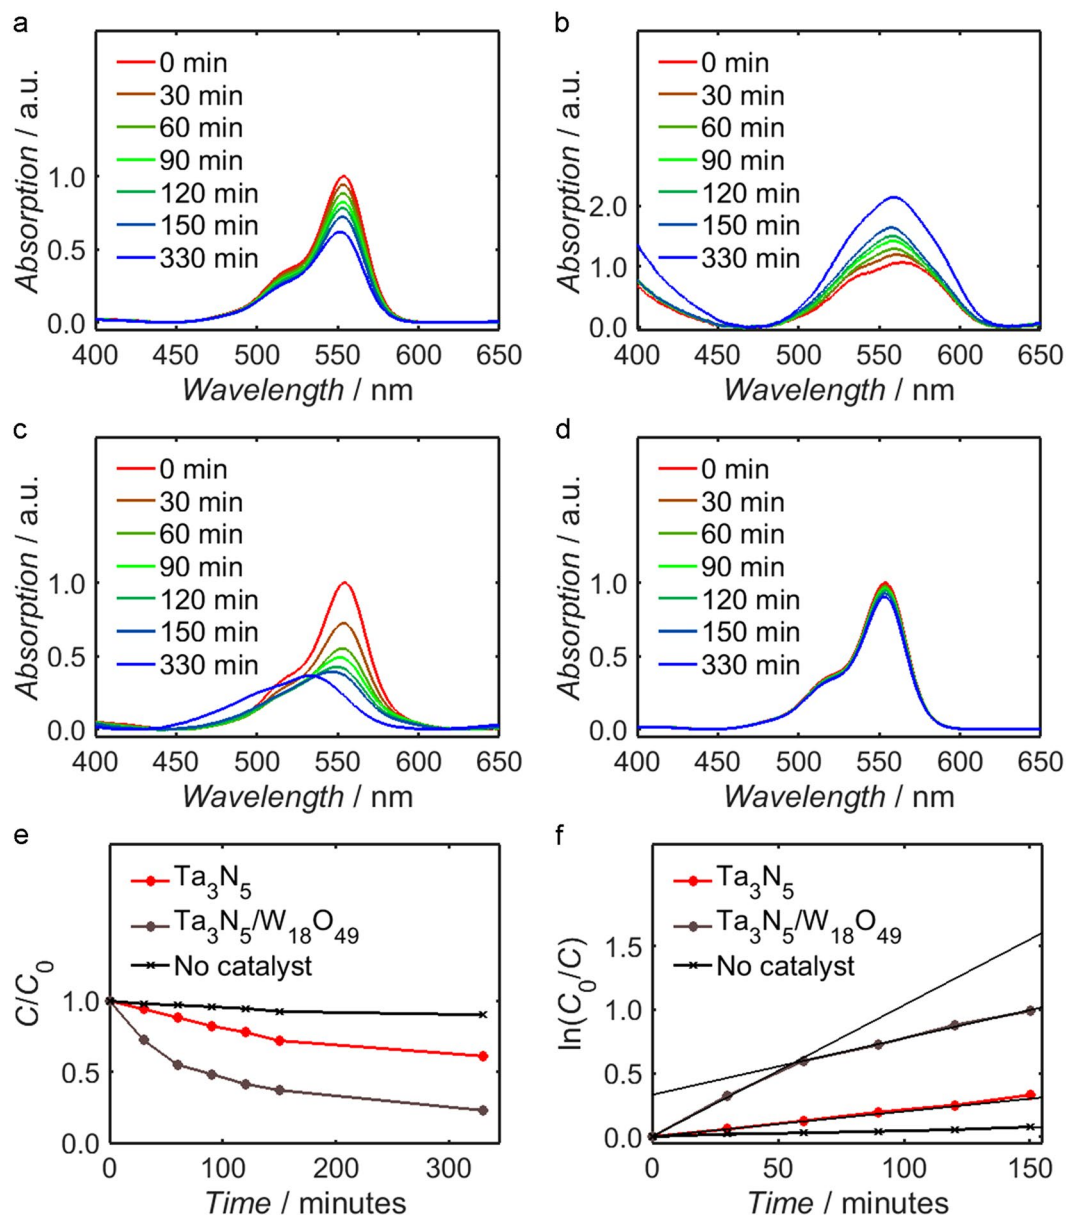 a
0 min
30 min
60 min
90 min
120 min
150 min
330 min
1.0
0.5
0.0
Absorption / a.u.
400 450 500 550 600 650
Wavelength / nm
b
0 min
30 min
60 min
90 min
120 min
150 min
330 min
2.0
1.0
0.0
Absorption / a.u.
400 450 500 550 600 650
Wavelength / nm
c
0 min
30 min
60 min
90 min
120 min
150 min
330 min
1.0
0.5
0.0
Absorption / a.u.
400 450 500 550 600 650
Wavelength / nm
d
0 min
30 min
60 min
90 min
120 min
150 min
330 min
1.0
0.5
0.0
Absorption / a.u.
400 450 500 550 600 650
Wavelength / nm
e
Ta₃N₅
Ta₃N₅/W₁₈O₄₉
No catalyst
1.0
0.5
0.0
C/C₀
0 100 200 300
Time / minutes
f
Ta₃N₅
Ta₃N₅/W₁₈O₄₉
No catalyst
1.5
1.0
0.5
0.0
ln(C₀/C)
0 50 100 150
Time / minutes